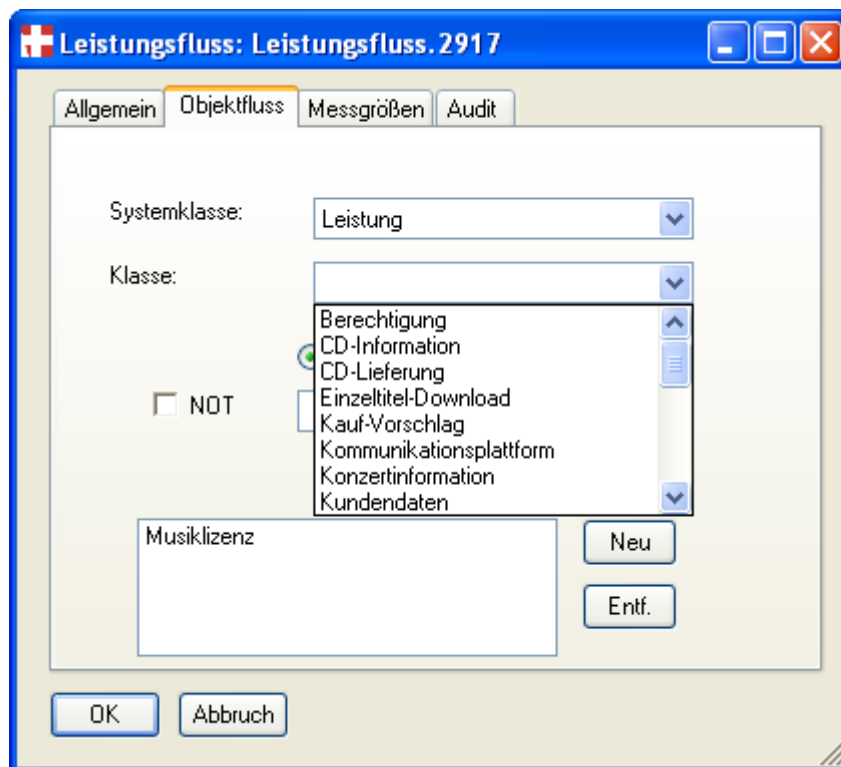 Leistungsfluss: Leistungsfluss.2917
Allgemein Objektfluss Messgrößen Audit
Systemklasse: Leistung
Klasse:
Berechtigung
CD-Information
CD-Lieferung
Einzeltitel-Download
Kauf-Vorschlag
Kommunikationsplattform
Konzertinformation
Kundendaten
NOT
Musiklizenz
Neu
Entf.
OK Abbruch